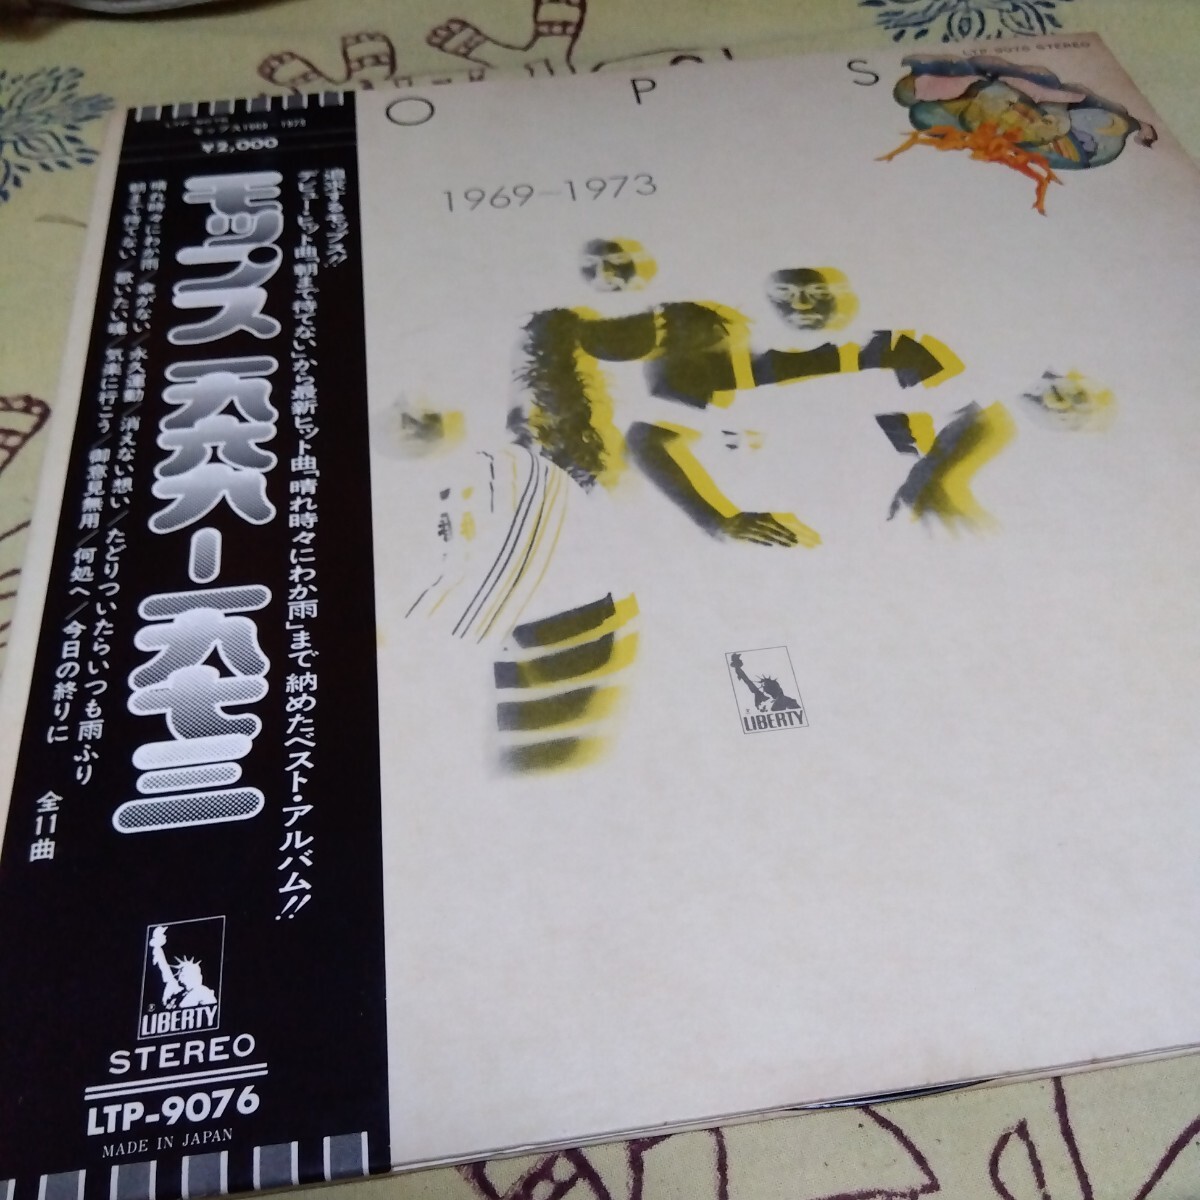 LTP-9076 STEREO
O P S
1969-1973
LIBERTY
モップス1969-1973
¥2,000
追求するモップス!!
デビュー・ヒット曲「朝まで待てない」から最新ヒット曲「晴れ時々にわか雨」まで納めたベスト・アルバム!!
モップス 一九六九-一九七三
晴れ時々にわか雨/傘がない/永久運動/消えない想い/たどりついたらいつも雨ふり
朝まで待てない/歌いたい魂/気楽に行こう/御意見無用/何処へ/今日の終りに
全11曲
LIBERTY
STEREO
LTP-9076
MADE IN JAPAN